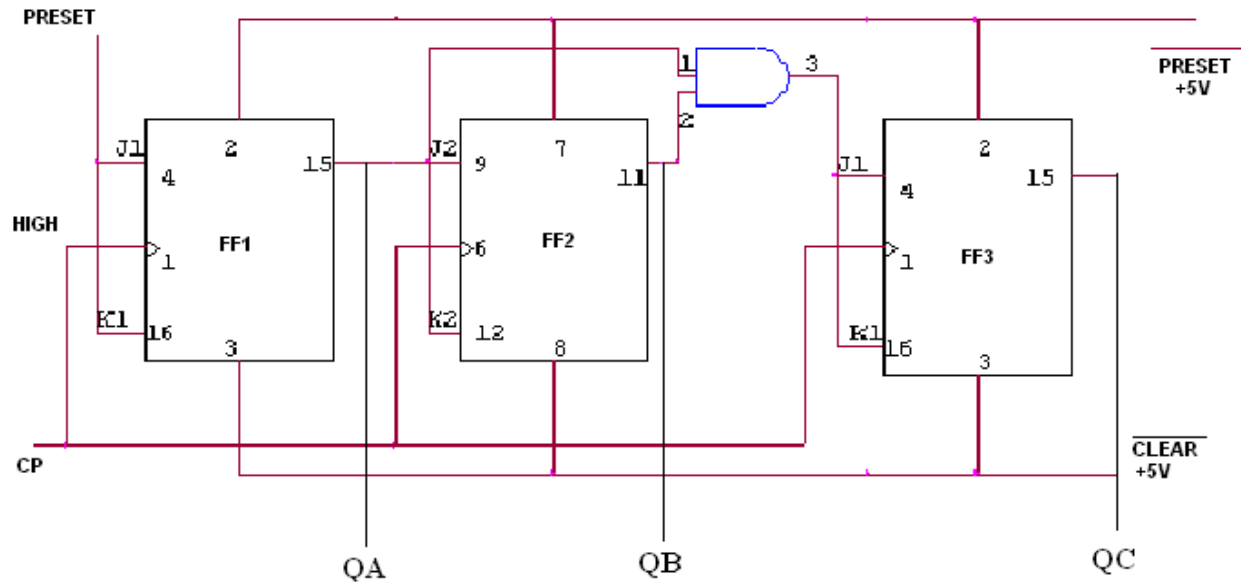 PRESET
PRESET
+5V
1
3
2
J1
2
15
J2
7
9
11
J1
2
15
4
4
HIGH
FF1
FF2
FF3
1
6
1
K1
16
K2
12
K1
16
3
8
3
CP
CLEAR
+5V
QA
QB
QC